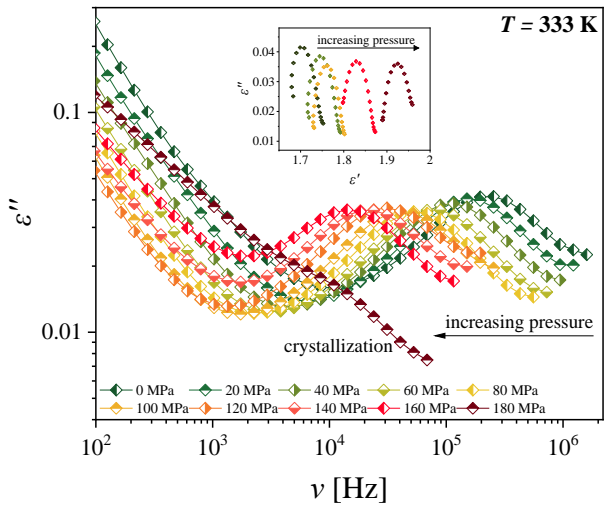 T = 333 K
increasing pressure
0.04
0.03
0.02
0.01
ε''
1.7 1.8 1.9 2
ε'
0.1
0.01
ε''
increasing pressure
crystallization
0 MPa 20 MPa 40 MPa 60 MPa 80 MPa
100 MPa 120 MPa 140 MPa 160 MPa 180 MPa
10² 10³ 10⁴ 10⁵ 10⁶
ν [Hz]